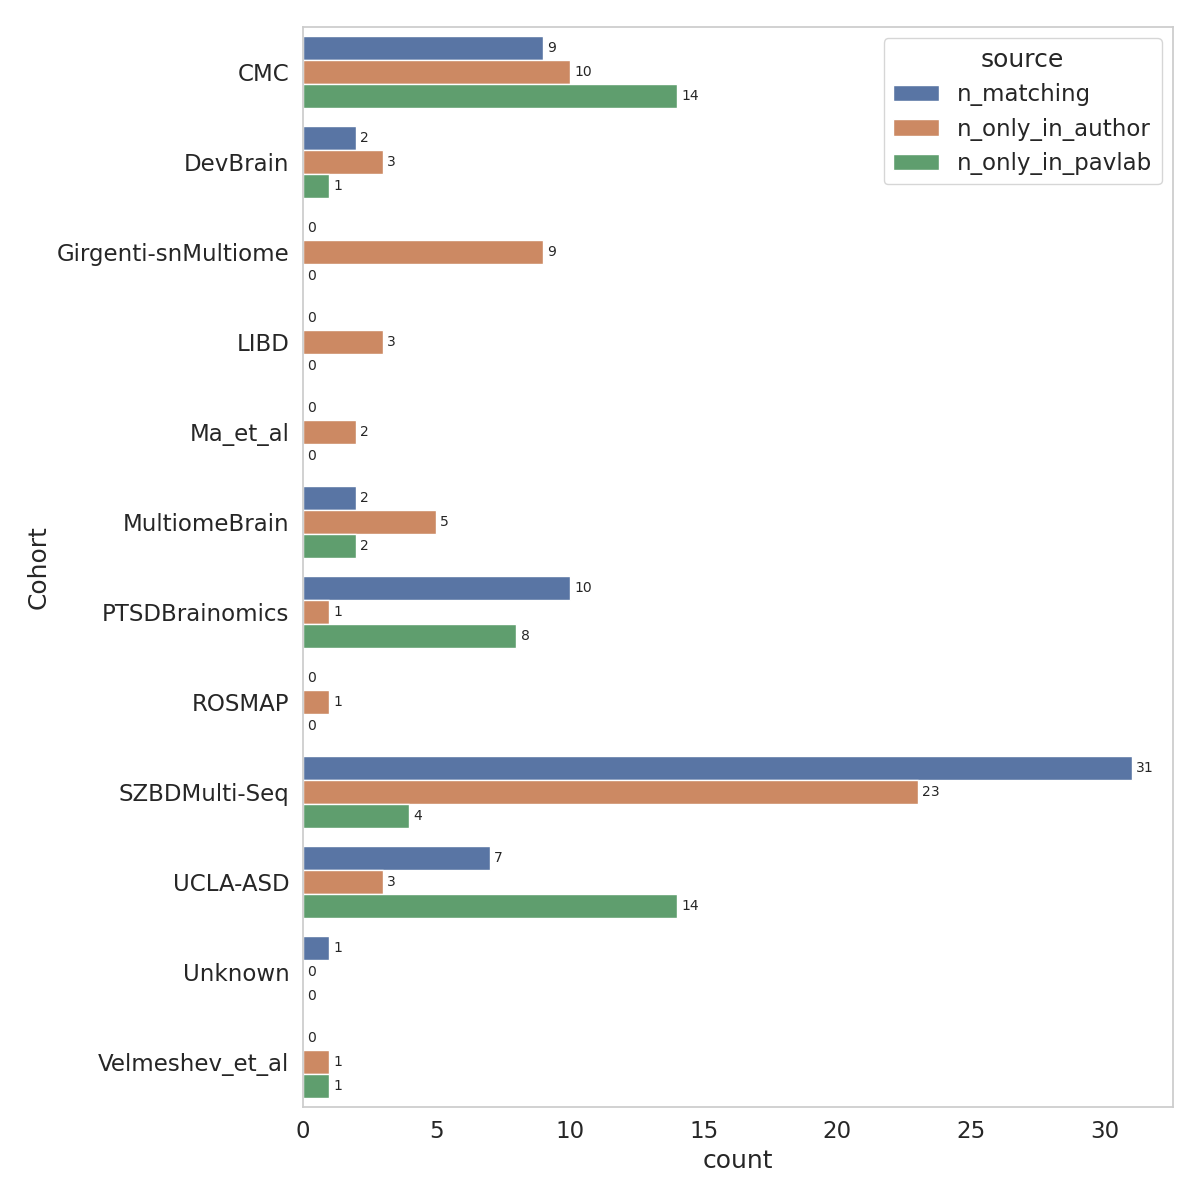 source
n_matching
n_only_in_author
n_only_in_pavlab
Cohort
CMC
9
10
14
DevBrain
2
3
1
Girgenti-snMultiome
0
9
0
LIBD
0
3
0
Ma_et_al
0
2
0
MultiomeBrain
2
5
2
PTSDBrainomics
10
1
8
ROSMAP
0
1
0
SZBDMulti-Seq
31
23
4
UCLA-ASD
7
3
14
Unknown
1
0
0
Velmeshev_et_al
0
1
1
0 5 10 15 20 25 30
count